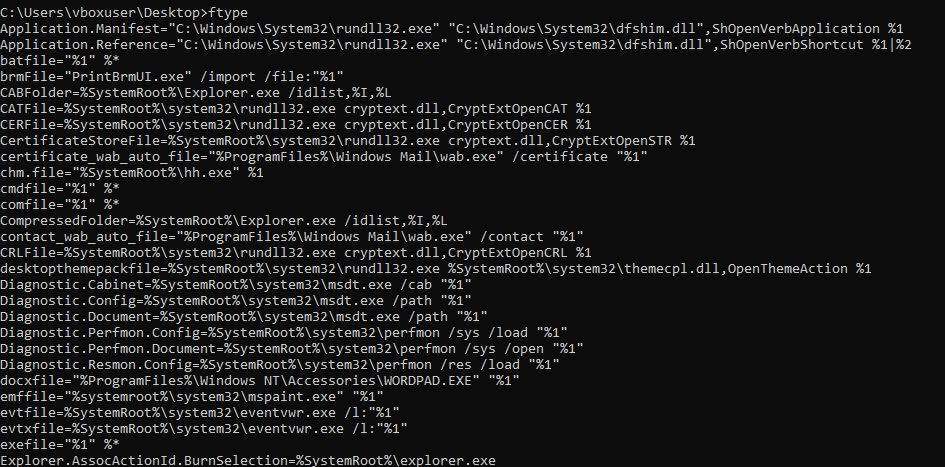 C:\Users\vboxuser\Desktop>ftype
Application.Manifest="C:\Windows\System32\rundll32.exe" "C:\Windows\System32\dfshim.dll",ShOpenVerbApplication %1
Application.Reference="C:\Windows\System32\rundll32.exe" "C:\Windows\System32\dfshim.dll",ShOpenVerbShortcut %1|%2
batfile="%1" %*
brmFile="PrintBrmUI.exe" /import /file:"%1"
CABFolder=%SystemRoot%\Explorer.exe /idlist,%I,%L
CATFile=%SystemRoot%\system32\rundll32.exe cryptext.dll,CryptExtOpenCAT %1
CERFile=%SystemRoot%\system32\rundll32.exe cryptext.dll,CryptExtOpenCER %1
CertificateStoreFile=%SystemRoot%\system32\rundll32.exe cryptext.dll,CryptExtOpenSTR %1
certificate_wab_auto_file="%ProgramFiles%\Windows Mail\wab.exe" /certificate "%1"
chm.file="%SystemRoot%\hh.exe" %1
cmdfile="%1" %*
comfile="%1" %*
CompressedFolder=%SystemRoot%\Explorer.exe /idlist,%I,%L
contact_wab_auto_file="%ProgramFiles%\Windows Mail\wab.exe" /contact "%1"
CRLFile=%SystemRoot%\system32\rundll32.exe cryptext.dll,CryptExtOpenCRL %1
desktopthemepackfile=%SystemRoot%\system32\rundll32.exe %SystemRoot%\system32\themecpl.dll,OpenThemeAction %1
Diagnostic.Cabinet=%SystemRoot%\system32\msdt.exe /cab "%1"
Diagnostic.Config=%SystemRoot%\system32\msdt.exe /path "%1"
Diagnostic.Document=%SystemRoot%\system32\msdt.exe /path "%1"
Diagnostic.Perfmon.Config=%SystemRoot%\system32\perfmon /sys /load "%1"
Diagnostic.Perfmon.Document=%SystemRoot%\system32\perfmon /sys /open "%1"
Diagnostic.Resmon.Config=%SystemRoot%\system32\perfmon /res /load "%1"
docxfile="%ProgramFiles%\Windows NT\Accessories\WORDPAD.EXE" "%1"
emffile="%systemroot%\system32\mspaint.exe" "%1"
evtfile=%SystemRoot%\system32\eventvwr.exe /l:"%1"
evtxfile=%SystemRoot%\system32\eventvwr.exe /l:"%1"
exefile="%1" %*
Explorer.AssocActionId.BurnSelection=%SystemRoot%\explorer.exe